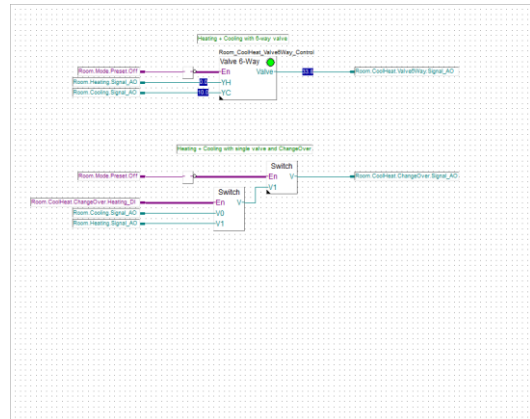 Heating + Cooling with 6-way valve
Room_CoolHeat_Valve6Way_Control
Valve 6-Way
Room.Mode.Preset.Off En Valve Room.CoolHeat.Valve6Way.Signal_AO
Room.Heating.Signal_AO YH
Room.Cooling.Signal_AO YC
Heating + Cooling with single valve and ChangeOver
Switch
Room.Mode.Preset.Off En V Room.CoolHeat.ChangeOver.Signal_AO
V1
Switch
Room.CoolHeat.ChangeOver.Heating_DI En V
Room.Cooling.Signal_AO V0
Room.Heating.Signal_AO V1